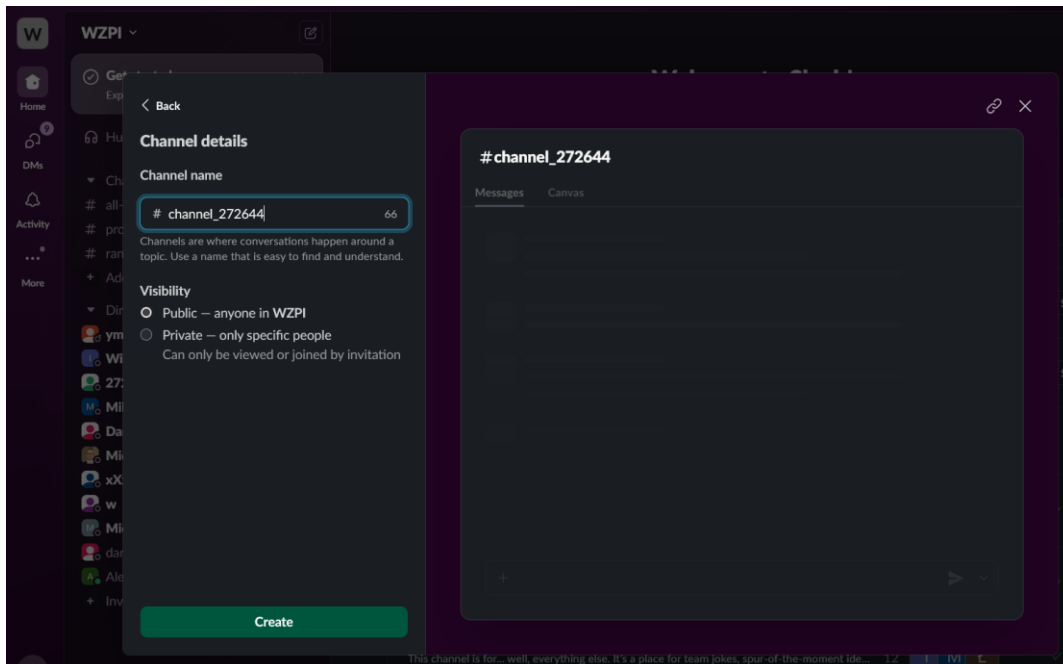 W
WZPI
Home
9
DMs
Activity
More
Back
Channel details
Channel name
# channel_272644
66
Channels are where conversations happen around a
topic. Use a name that is easy to find and understand.
Visibility
Public — anyone in WZPI
Private — only specific people
Can only be viewed or joined by invitation
Create
#channel_272644
Messages
Canvas
This channel is for... well, everything else. It's a place for team jokes, spur-of-the-moment ide...
12